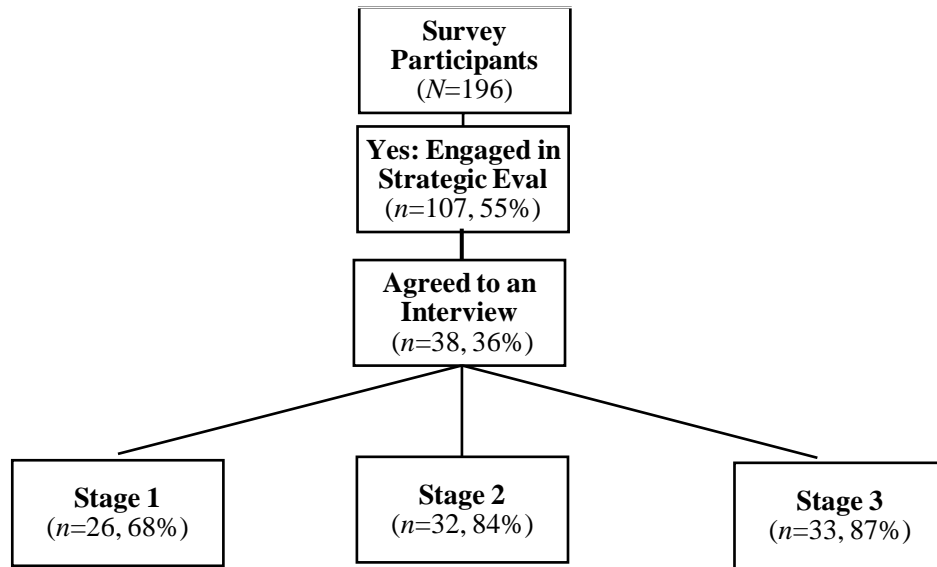 Survey
Participants
(N=196)
Yes: Engaged in
Strategic Eval
(n=107, 55%)
Agreed to an
Interview
(n=38, 36%)
Stage 1
(n=26, 68%)
Stage 2
(n=32, 84%)
Stage 3
(n=33, 87%)